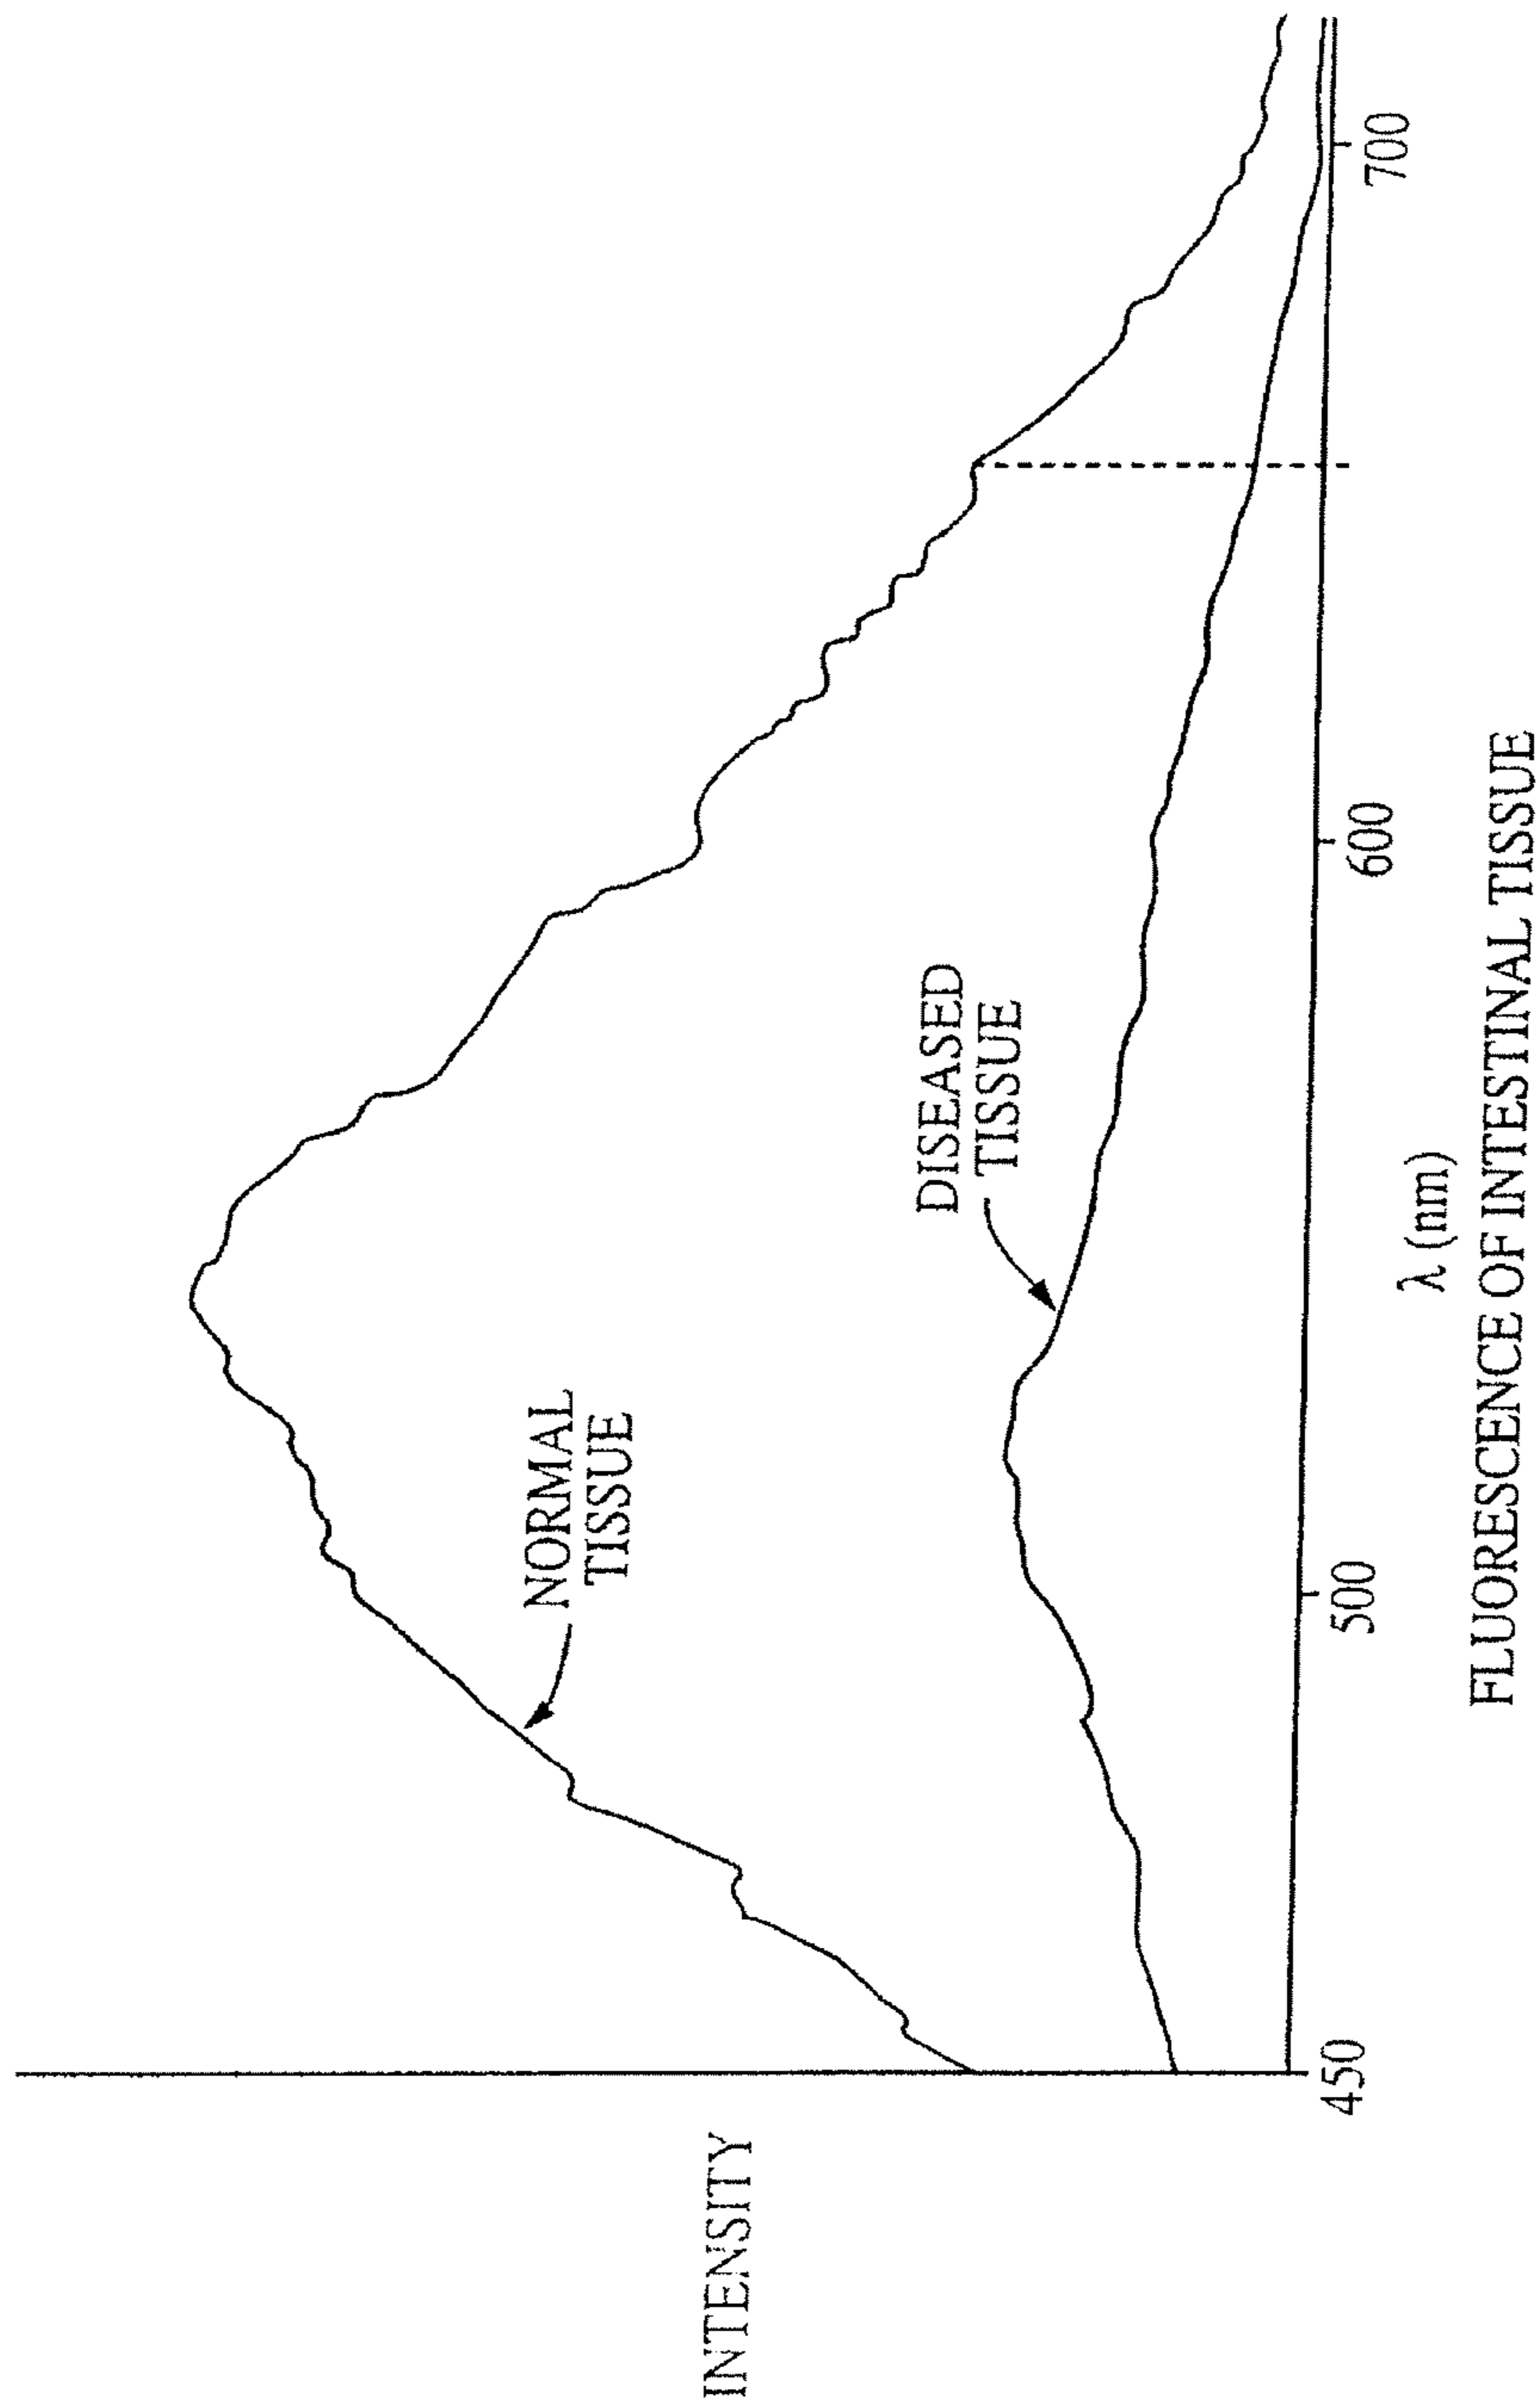 INTENSITY
NORMAL
TISSUE
DISEASED
TISSUE
450
500
600
700
λ (nm)
FLUORESCENCE OF INTESTINAL TISSUE